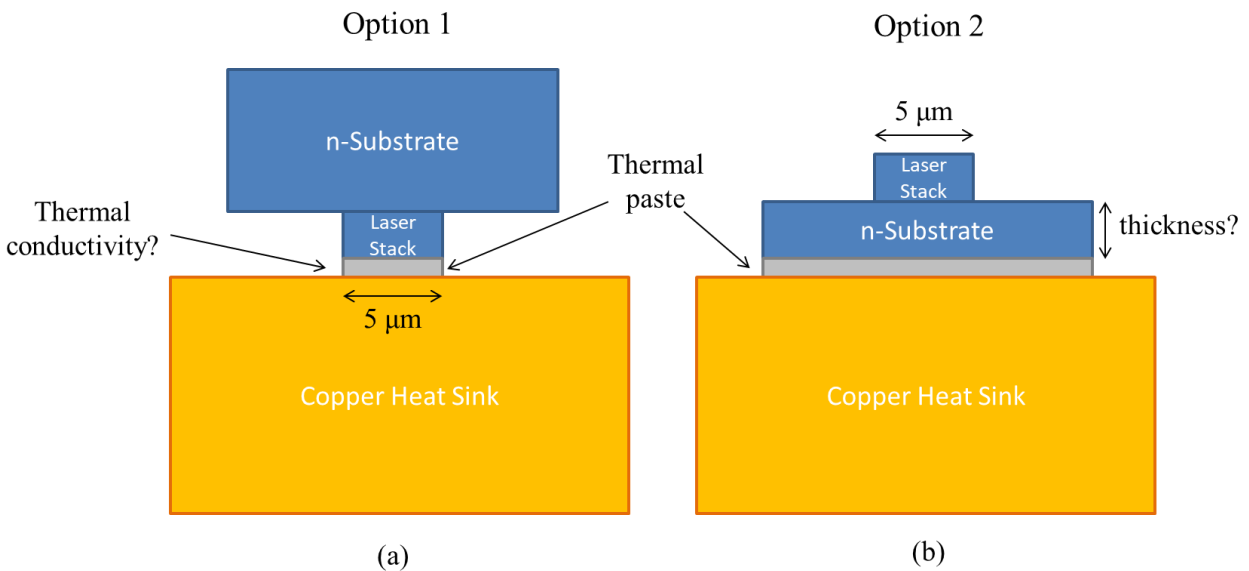 Option 1
n-Substrate
Thermal
conductivity?
Laser
Stack
Thermal
paste
5 μm
Copper Heat Sink
(a)
Option 2
5 μm
Laser
Stack
n-Substrate
thickness?
Copper Heat Sink
(b)